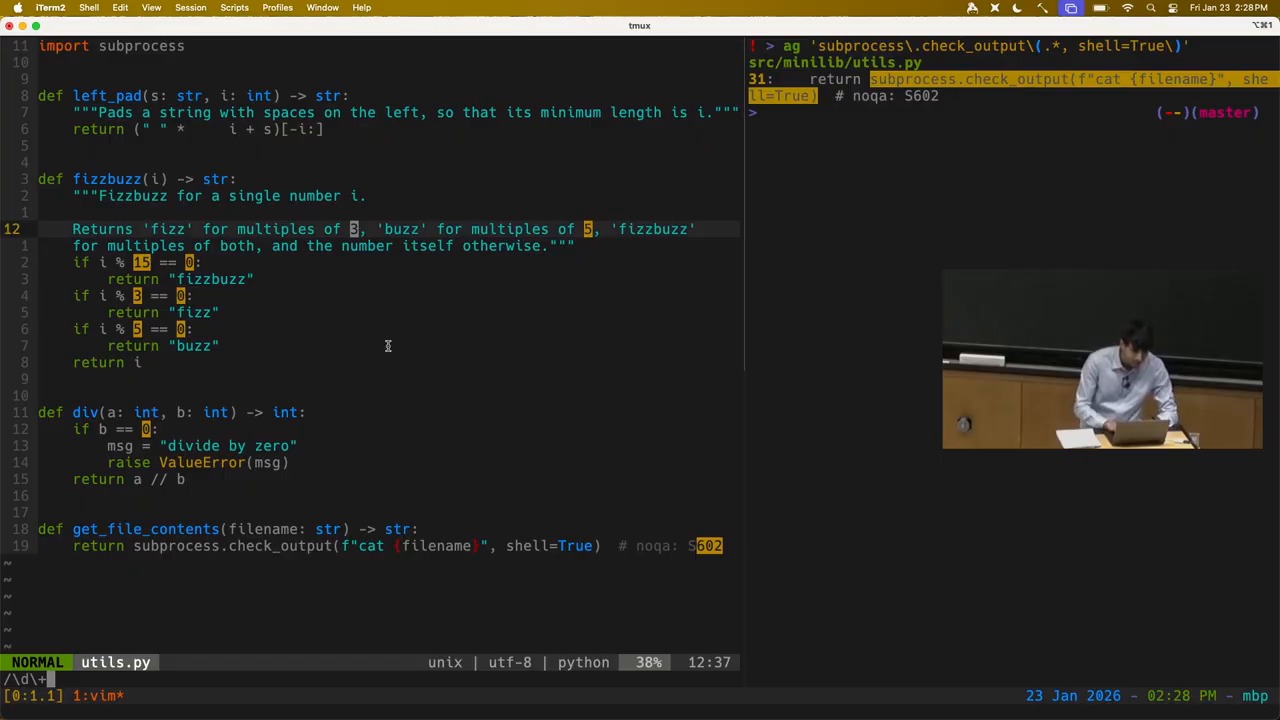 iTerm2 Shell Edit View Session Scripts Profiles Window Help Fri Jan 23 2:28 PM
tmux ⌥⌘1
11 import subprocess
10
9
8 def left_pad(s: str, i: int) -> str:
7 """Pads a string with spaces on the left, so that its minimum length is i."""
6 return (" " *     i + s)[-i:]
5
4
3 def fizzbuzz(i) -> str:
2 """Fizzbuzz for a single number i.
1
12 Returns 'fizz' for multiples of 3, 'buzz' for multiples of 5, 'fizzbuzz'
1 for multiples of both, and the number itself otherwise."""
2 if i % 15 == 0:
3 return "fizzbuzz"
4 if i % 3 == 0:
5 return "fizz"
6 if i % 5 == 0:
7 return "buzz"
8 return i
9
10
11 def div(a: int, b: int) -> int:
12 if b == 0:
13 msg = "divide by zero"
14 raise ValueError(msg)
15 return a // b
16
17
18 def get_file_contents(filename: str) -> str:
19 return subprocess.check_output(f"cat {filename}", shell=True)  # noqa: S602
~
~
~
~
~
~
NORMAL utils.py unix | utf-8 | python 38% 12:37
/\d\+
[0:1.1] 1:vim* 23 Jan 2026 - 02:28 PM - mbp
! > ag 'subprocess\.check_output\(.*, shell=True\)'
src/minilib/utils.py
31:    return subprocess.check_output(f"cat {filename}", she
ll=True)  # noqa: S602
> (--)(master)